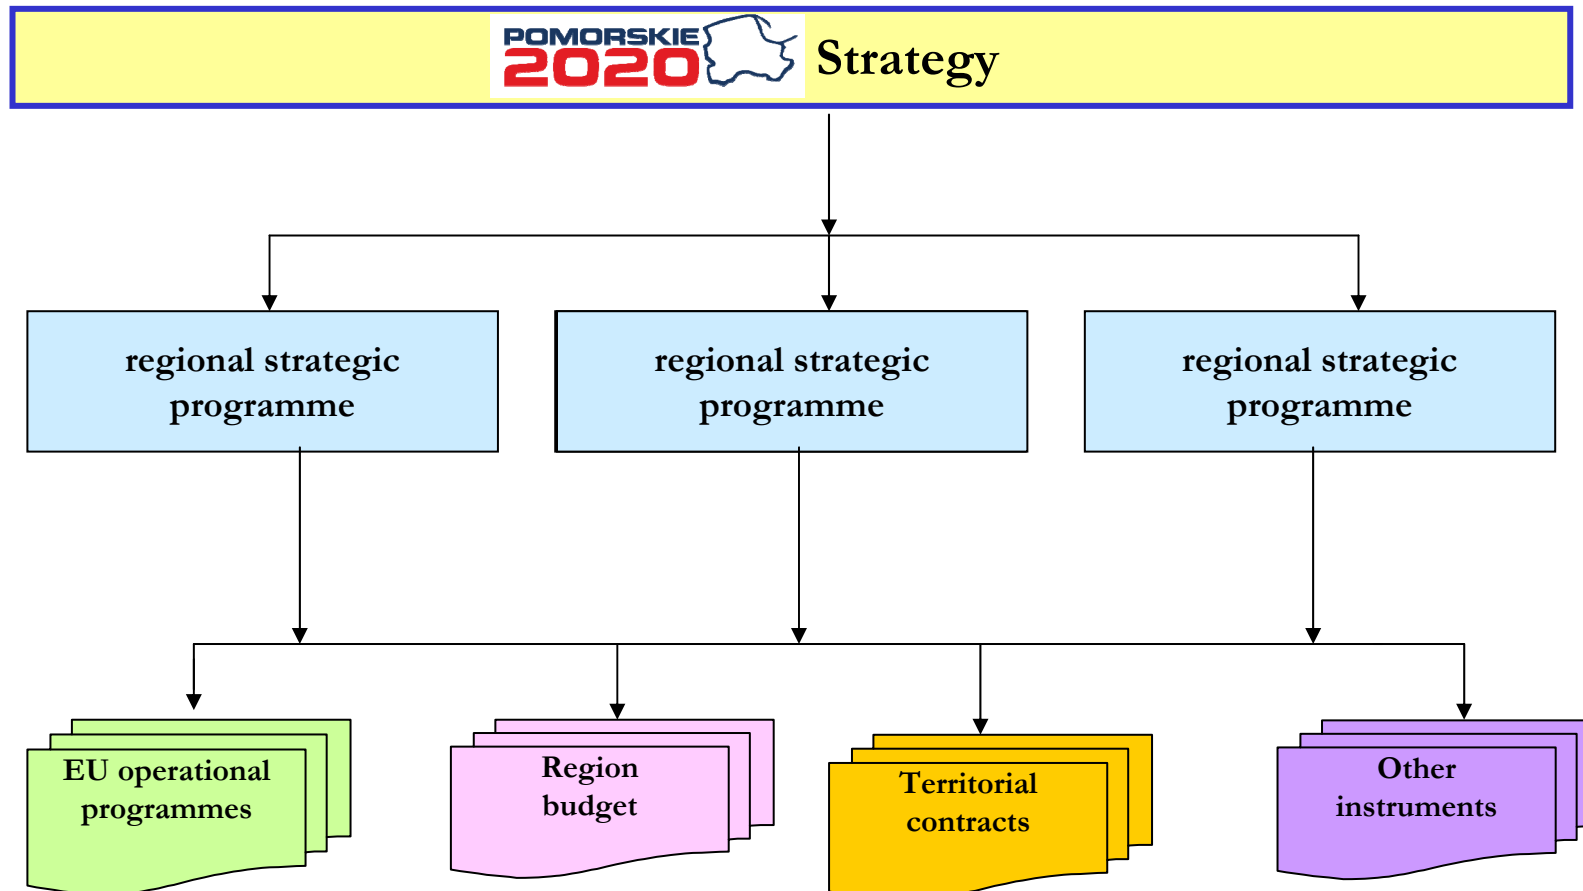 POMORSKIE
2020
Strategy
regional strategic
programme
regional strategic
programme
regional strategic
programme
EU operational
programmes
Region
budget
Territorial
contracts
Other
instruments